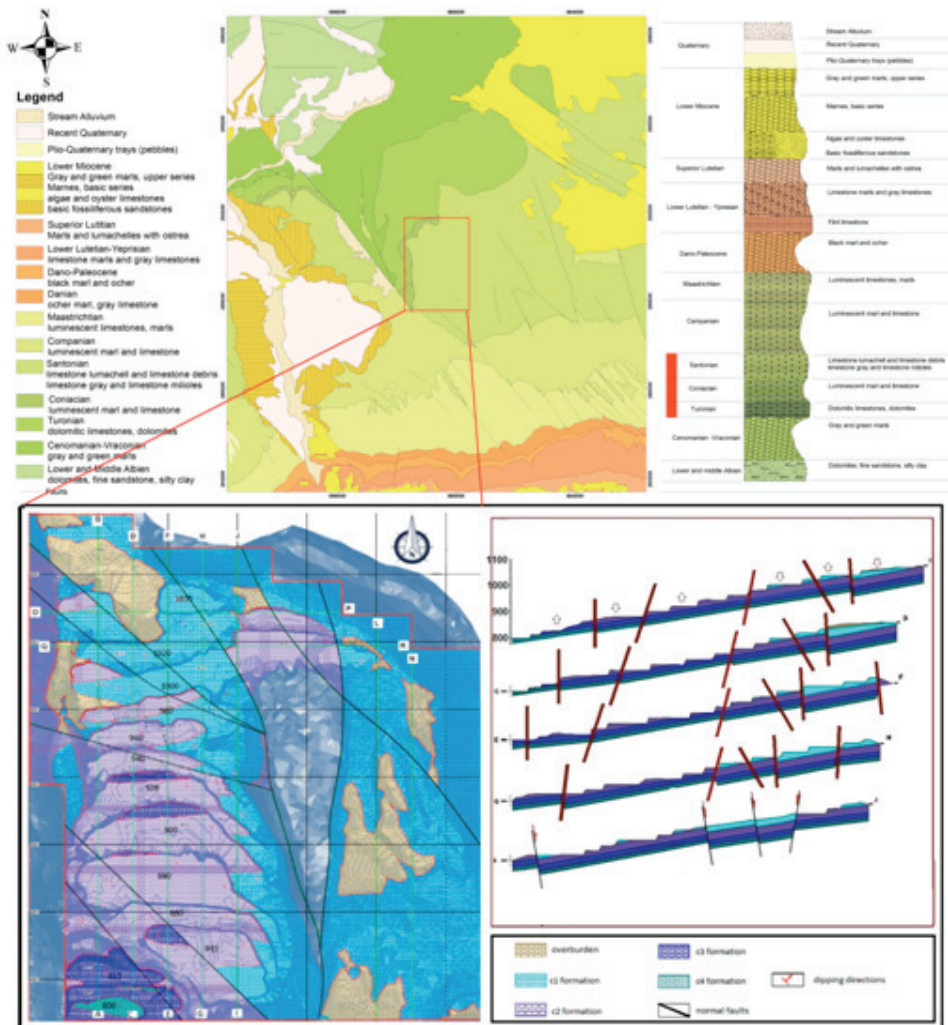 N
W E
S
Legend
Stream Alluvium
Recent Quaternary
Plio-Quaternary trays (pebbles)
Lower Miocene
Gray and green marls, upper series
Marnes, basic series
algae and oyster limestones
basic fossiliferous sandstones
Superior Lutitian
Marls and lumachelles with ostrea
Lower Lutetian-Yeprisian
limestone marls and gray limestones
Dano-Paleocene
black marl and ocher
Danian
ocher marl, gray limestone
Maastrichtian
luminescent limestones, marls
Companian
luminescent marl and limestone
Santonian
limestone lumachell and limestone debris
limestone gray and limestone milioles
Coniacian
luminescent marl and limestone
Turonian
dolomitic limestones, dolomites
Cenomanian-Vraconian
gray and green marls
Lower and Middle Albien
dolomites, fine sandstone, silty clay
Faults
Quaternary
Lower Miocene
Superior Lutetian
Lower Lutetian - Yprisian
Dano-Paleocene
Maastrichtian
Campanian
Santonian
Coniacian
Turonian
Cenomanian -Vraconian
Lower and middle Albien
Stream Alluvium
Recent Quaternary
Plio-Quaternary trays (pebbles)
Gray and green marls, upper series
Marnes, basic series
Algae and oyster limestones
Basic fossiliferous sandstones
Marls and lumachelles with ostrea
Limestone marls and gray limestones
Flint limestone
Black marl and ocher
Luminescent limestones, marls
Luminescent marl and limestone
Limestone lumachell and limestone debris
limestone gray and limestone milioles
Luminescent marl and limestone
Dolomitic limestones, dolomites
Gray and green marls
Dolomites, fine sandstone, silty clay
B D F H J
D
P
L
R
N
1020
1000
960
900
860
800
A K E G I
1100
1000
900
800
D
F
H
J
overburden
c1 formation
c2 formation
c3 formation
c4 formation
normal faults
dipping directions